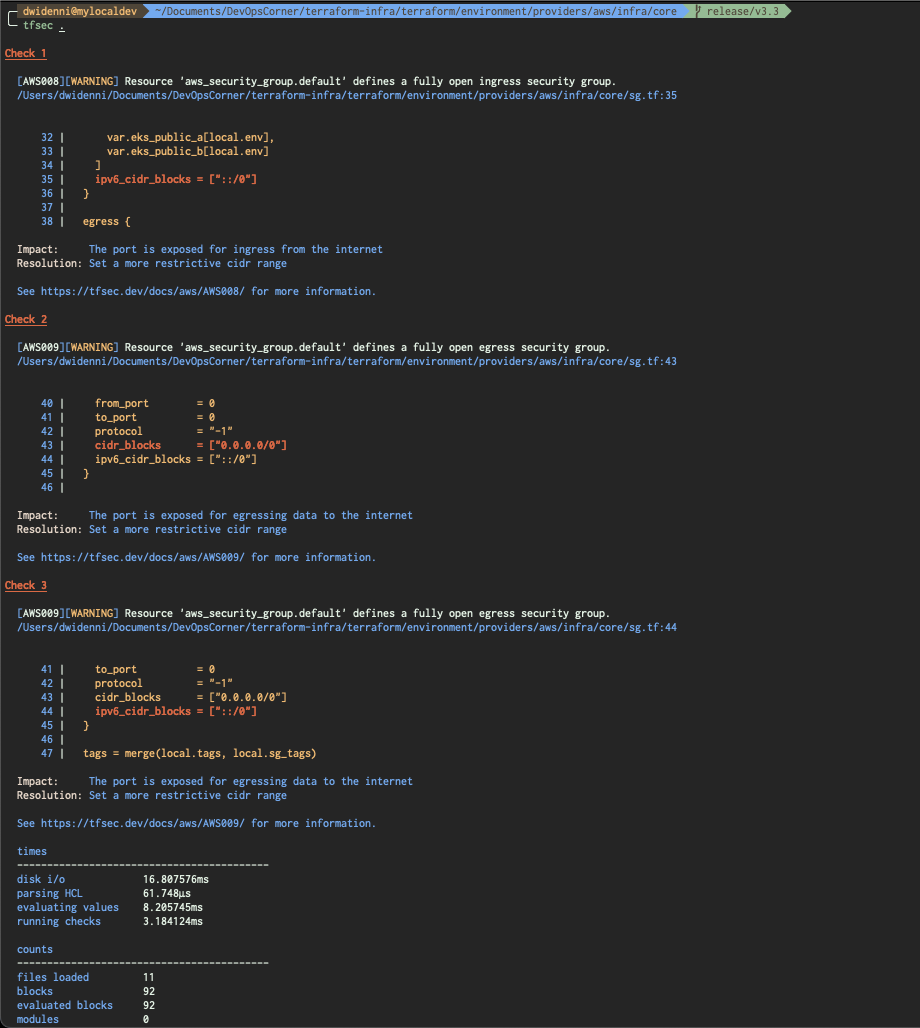 dwidenni@mylocaldev ~/Documents/DevOpsCorner/terraform-infra/terraform/environment/providers/aws/infra/core release/v3.3
tfsec .
Check 1
[AWS008][WARNING] Resource 'aws_security_group.default' defines a fully open ingress security group.
/Users/dwidenni/Documents/DevOpsCorner/terraform-infra/terraform/environment/providers/aws/infra/core/sg.tf:35
32 | var.eks_public_a[local.env],
33 | var.eks_public_b[local.env]
34 | ]
35 | ipv6_cidr_blocks = ["::/0"]
36 | }
37 |
38 | egress {
Impact: The port is exposed for ingress from the internet
Resolution: Set a more restrictive cidr range
See https://tfsec.dev/docs/aws/AWS008/ for more information.
Check 2
[AWS009][WARNING] Resource 'aws_security_group.default' defines a fully open egress security group.
/Users/dwidenni/Documents/DevOpsCorner/terraform-infra/terraform/environment/providers/aws/infra/core/sg.tf:43
40 | from_port = 0
41 | to_port = 0
42 | protocol = "-1"
43 | cidr_blocks = ["0.0.0.0/0"]
44 | ipv6_cidr_blocks = ["::/0"]
45 | }
46 |
Impact: The port is exposed for egressing data to the internet
Resolution: Set a more restrictive cidr range
See https://tfsec.dev/docs/aws/AWS009/ for more information.
Check 3
[AWS009][WARNING] Resource 'aws_security_group.default' defines a fully open egress security group.
/Users/dwidenni/Documents/DevOpsCorner/terraform-infra/terraform/environment/providers/aws/infra/core/sg.tf:44
41 | to_port = 0
42 | protocol = "-1"
43 | cidr_blocks = ["0.0.0.0/0"]
44 | ipv6_cidr_blocks = ["::/0"]
45 | }
46 |
47 | tags = merge(local.tags, local.sg_tags)
Impact: The port is exposed for egressing data to the internet
Resolution: Set a more restrictive cidr range
See https://tfsec.dev/docs/aws/AWS009/ for more information.
times
------------------------------------------
disk i/o 16.807576ms
parsing HCL 61.748µs
evaluating values 8.205745ms
running checks 3.184124ms
counts
------------------------------------------
files loaded 11
blocks 92
evaluated blocks 92
modules 0